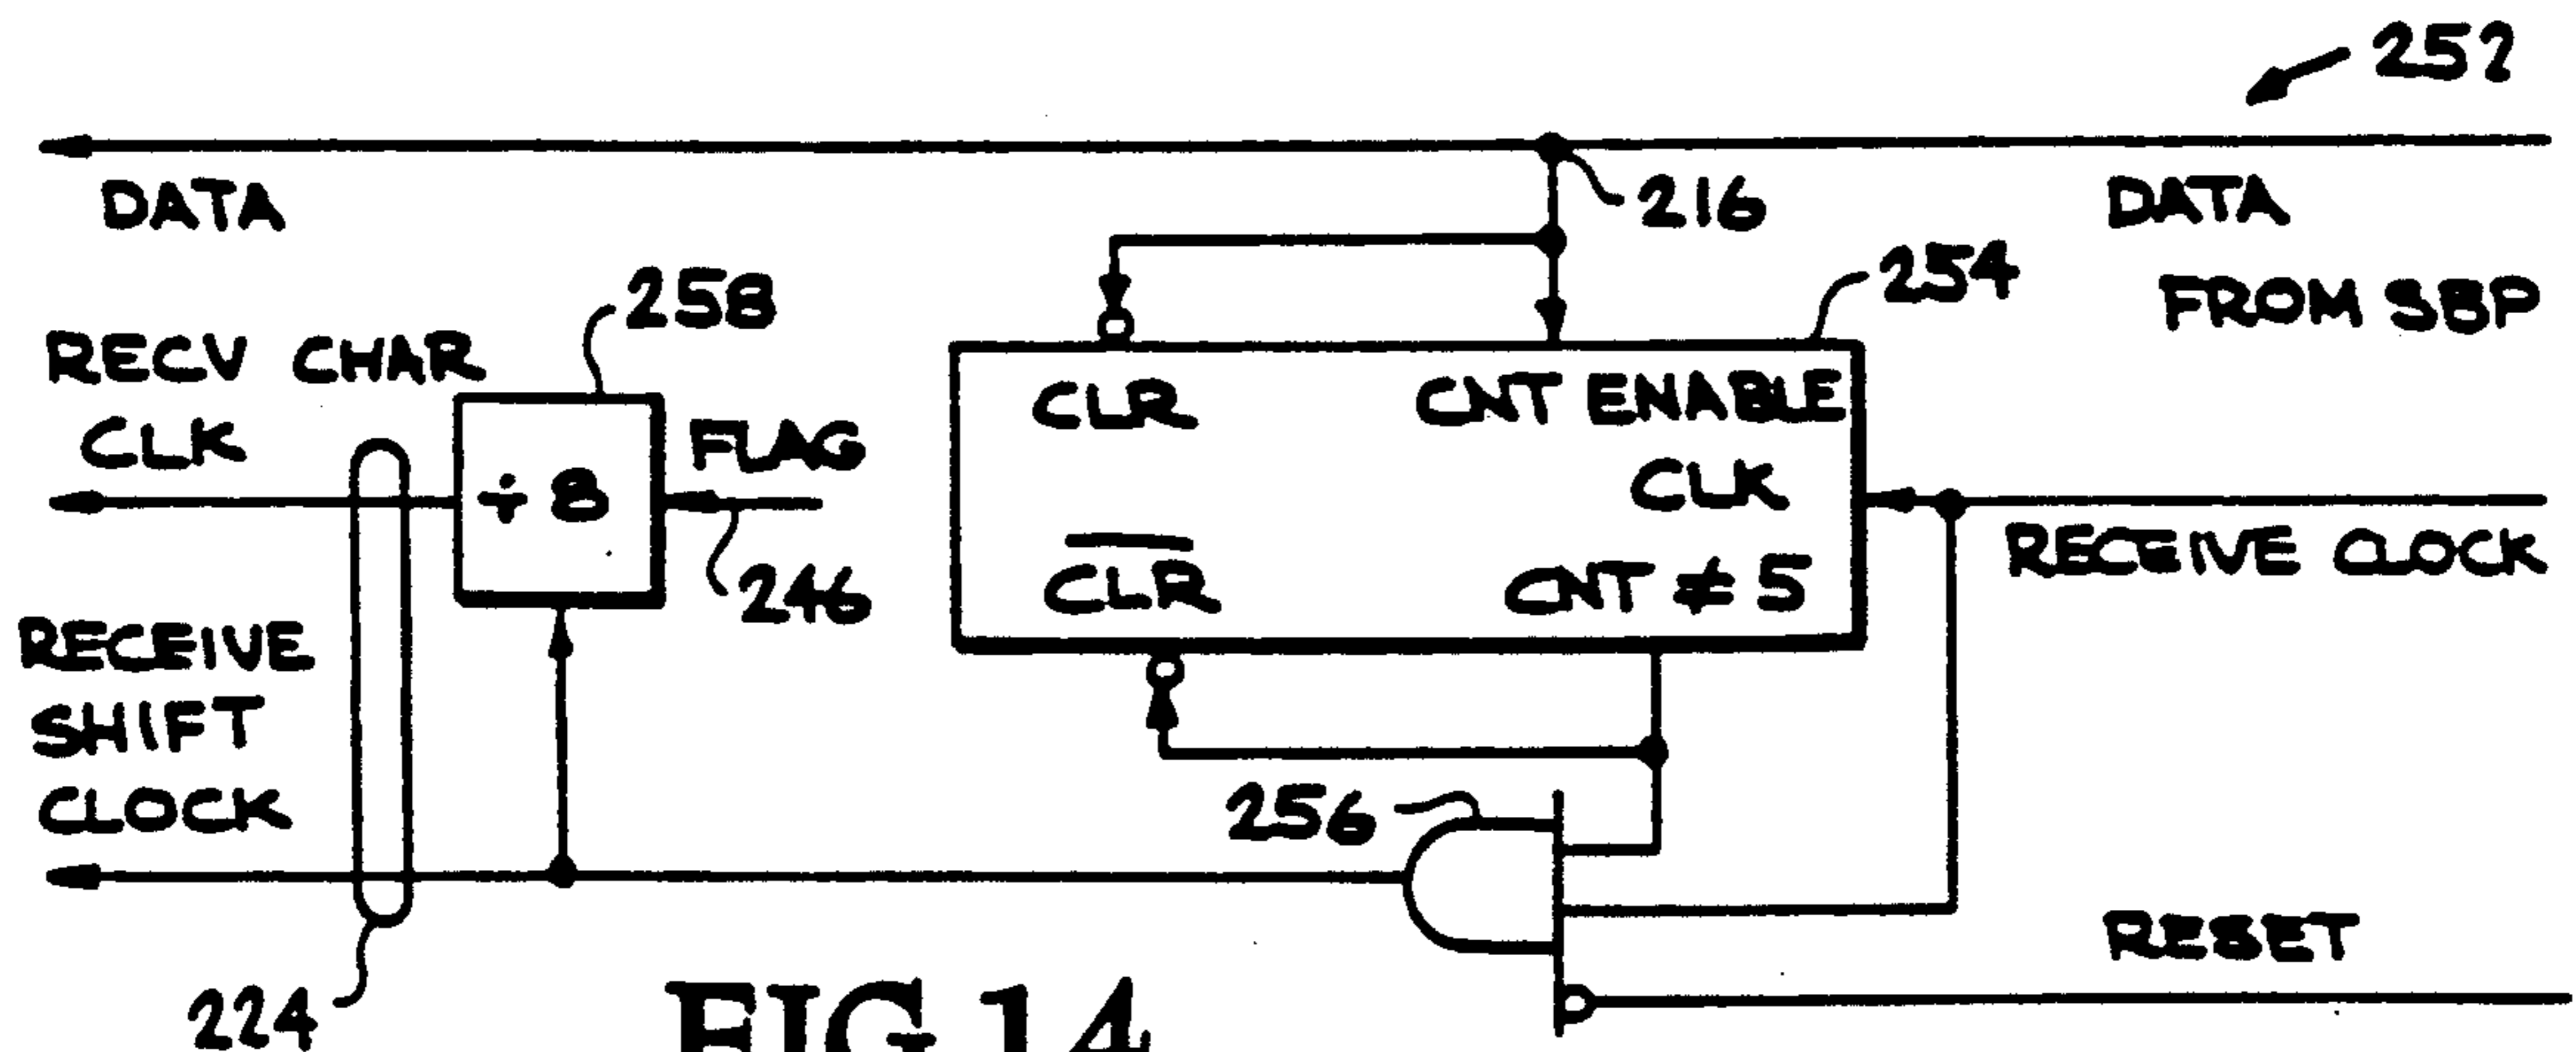 252
DATA
216
DATA
FROM SBP
254
258
RECV CHAR
CLK
÷ 8
FLAG
246
CLR
CNT ENABLE
CLK
C̅L̅R̅
CNT ≠ 5
RECEIVE CLOCK
RECEIVE
SHIFT
CLOCK
256
RESET
224
FIG. 14